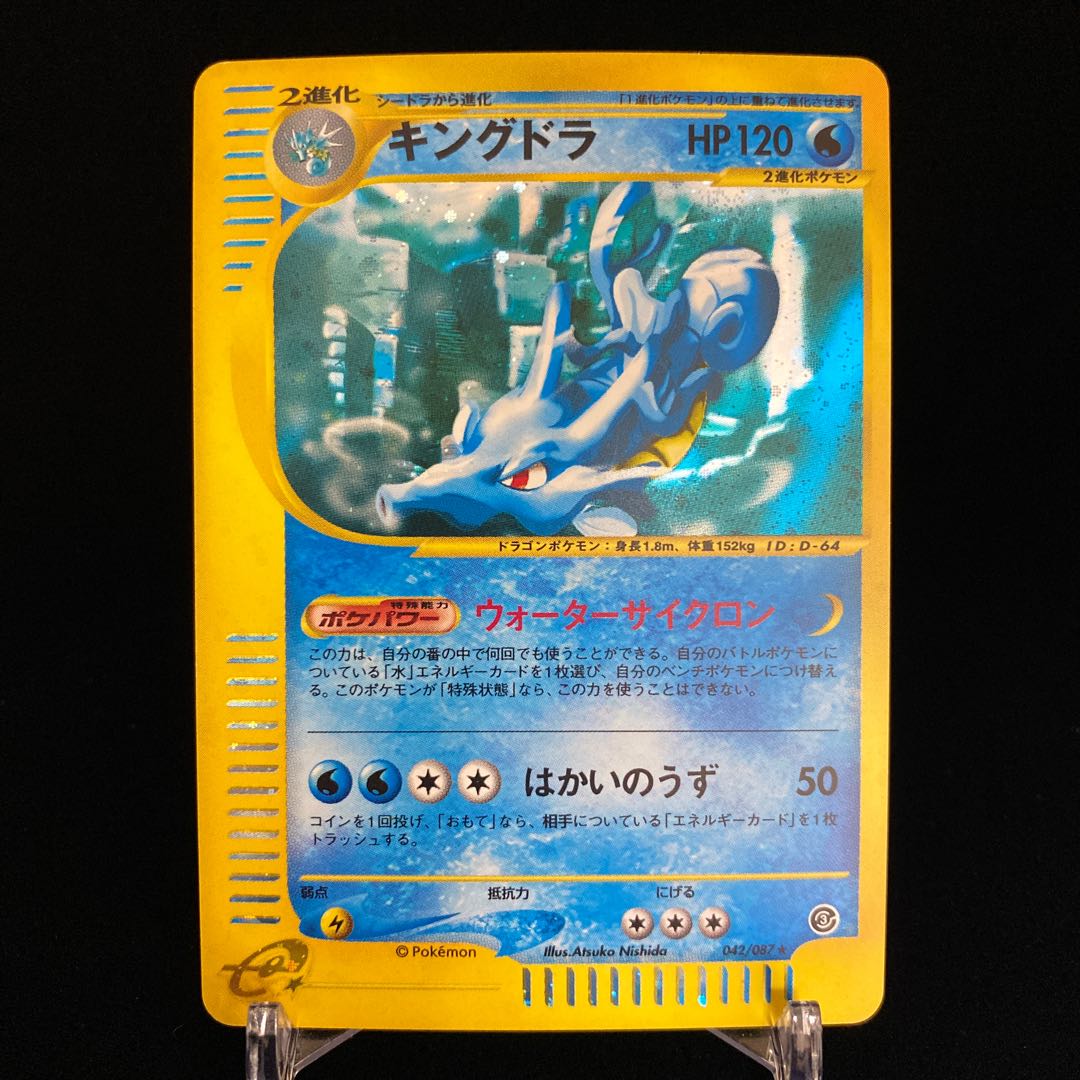 2進化
シードラから進化
「1進化ポケモン」の上に重ねて進化させます。
キングドラ
HP120
2進化ポケモン
ドラゴンポケモン：身長1.8m、体重152kg ID：D-64
特殊能力
ポケパワー
ウォーターサイクロン
この力は、自分の番の中で何回でも使うことができる。自分のバトルポケモンに
ついている「水」エネルギーカードを1枚選び、自分のベンチポケモンにつけ替え
る。このポケモンが「特殊状態」なら、この力を使うことはできない。
はかいのうず 50
コインを1回投げ、「おもて」なら、相手についている「エネルギーカード」を1枚
トラッシュする。
弱点 抵抗力 にげる
3
e
© Pokémon Illus.Atsuko Nishida 042/087★